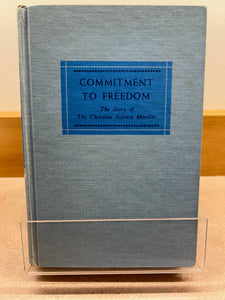 COMMITMENT
TO FREEDOM
The Story of
The Christian Science Monitor